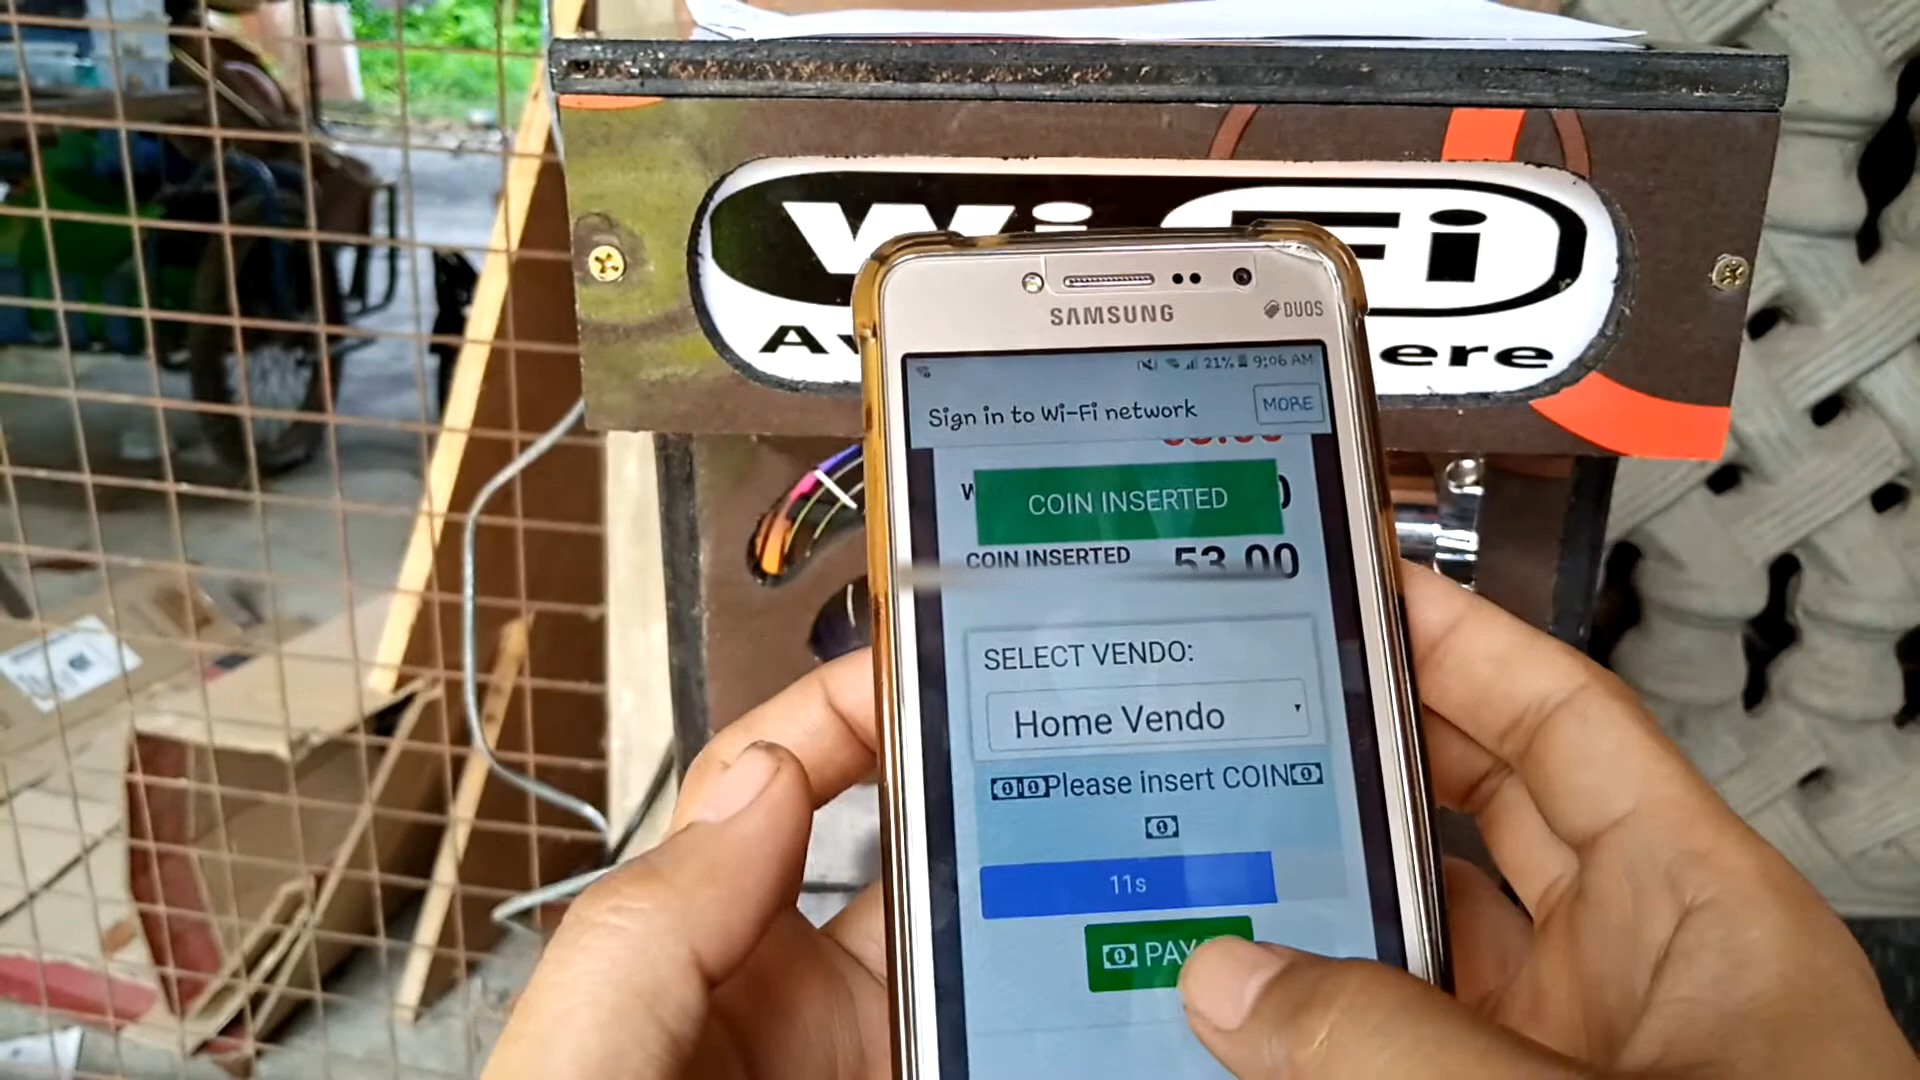 Wi Fi
ere
SAMSUNG
DUOS
21% 9:06 AM
Sign in to Wi-Fi network
MORE
COIN INSERTED
COIN INSERTED 53.00
SELECT VENDO:
Home Vendo
Please insert COIN
11s
PAY